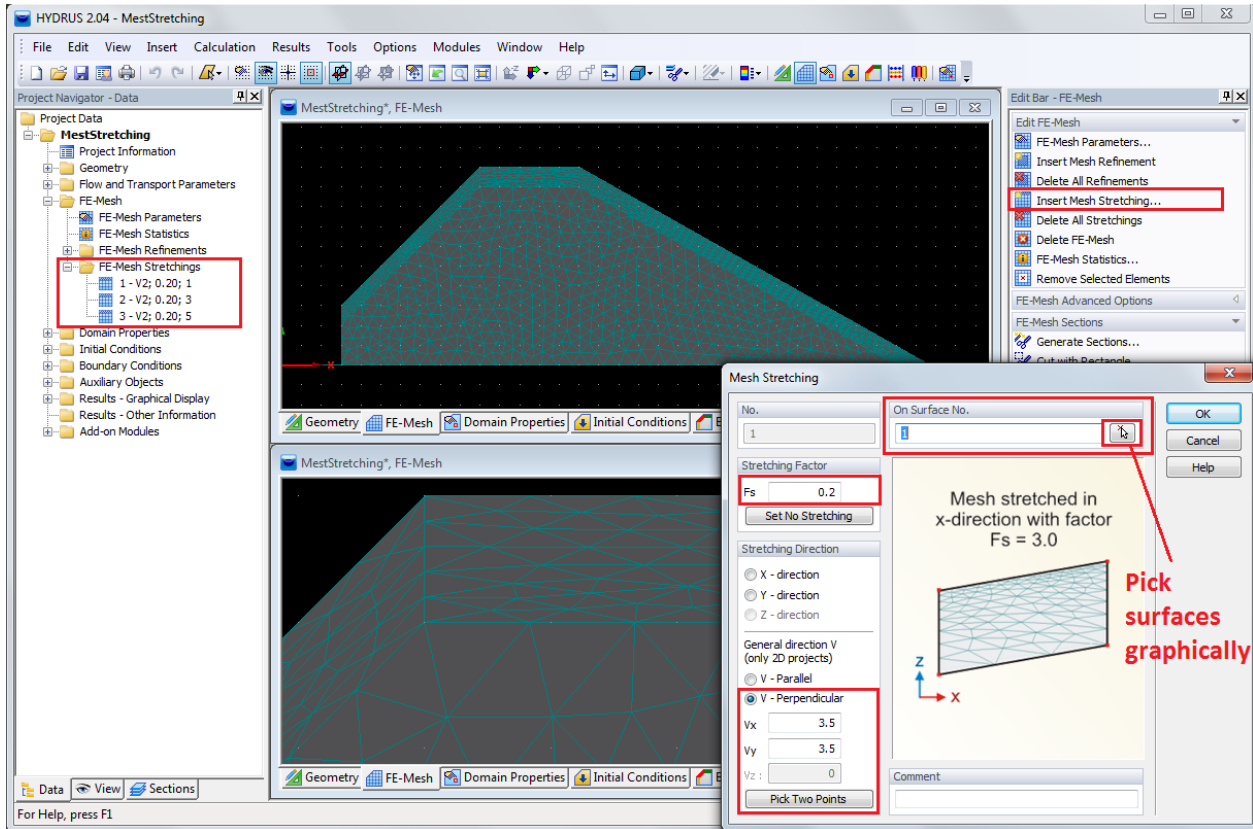 HYDRUS 2.04 - MestStretching
File Edit View Insert Calculation Results Tools Options Modules Window Help
Project Navigator - Data
Project Data
MestStretching
Project Information
Geometry
Flow and Transport Parameters
FE-Mesh
FE-Mesh Parameters
FE-Mesh Statistics
FE-Mesh Refinements
FE-Mesh Stretchings
1 - V2; 0.20; 1
2 - V2; 0.20; 3
3 - V2; 0.20; 5
Domain Properties
Initial Conditions
Boundary Conditions
Auxiliary Objects
Results - Graphical Display
Results - Other Information
Add-on Modules
Data View Sections
For Help, press F1
MestStretching*, FE-Mesh
X
Geometry FE-Mesh Domain Properties Initial Conditions
MestStretching*, FE-Mesh
Geometry FE-Mesh Domain Properties Initial Conditions
Edit Bar - FE-Mesh
Edit FE-Mesh
FE-Mesh Parameters...
Insert Mesh Refinement
Delete All Refinements
Insert Mesh Stretching...
Delete All Stretchings
Delete FE-Mesh
FE-Mesh Statistics...
Remove Selected Elements
FE-Mesh Advanced Options
FE-Mesh Sections
Generate Sections...
Cut with Rectangle
Mesh Stretching
No.
1
Stretching Factor
Fs 0.2
Set No Stretching
Stretching Direction
X - direction
Y - direction
Z - direction
General direction V
(only 2D projects)
V - Parallel
V - Perpendicular
Vx 3.5
Vy 3.5
Vz : 0
Pick Two Points
On Surface No.
1
Mesh stretched in
x-direction with factor
Fs = 3.0
Z
X
Comment
OK
Cancel
Help
Pick
surfaces
graphically